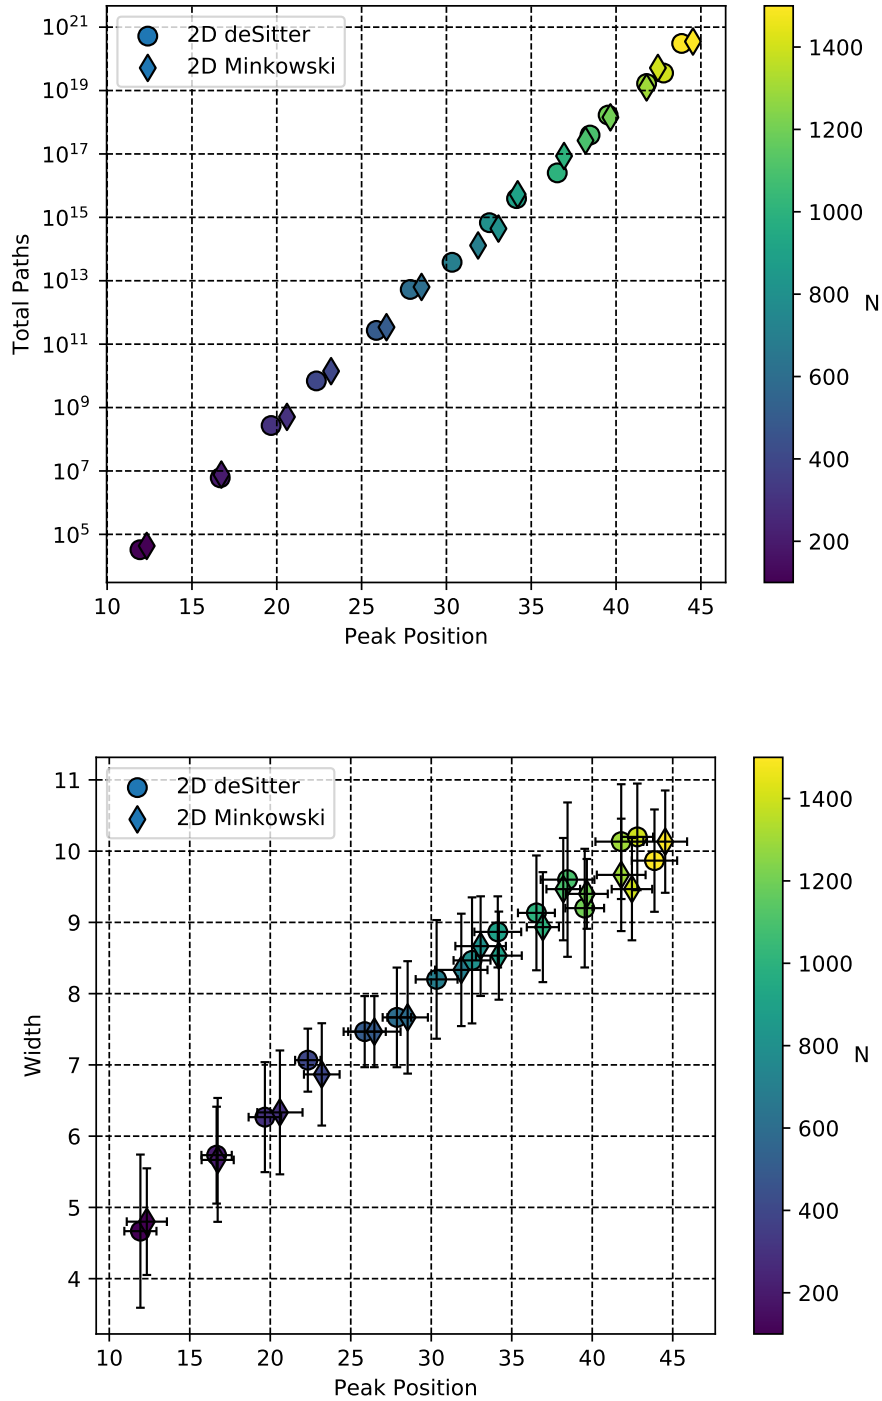 10^21
10^19
10^17
10^15
10^13
10^11
10^9
10^7
10^5
Total Paths
2D deSitter
2D Minkowski
10 15 20 25 30 35 40 45
Peak Position
1400
1200
1000
800
600
400
200
N
11
10
9
8
7
6
5
4
Width
2D deSitter
2D Minkowski
10 15 20 25 30 35 40 45
Peak Position
1400
1200
1000
800
600
400
200
N